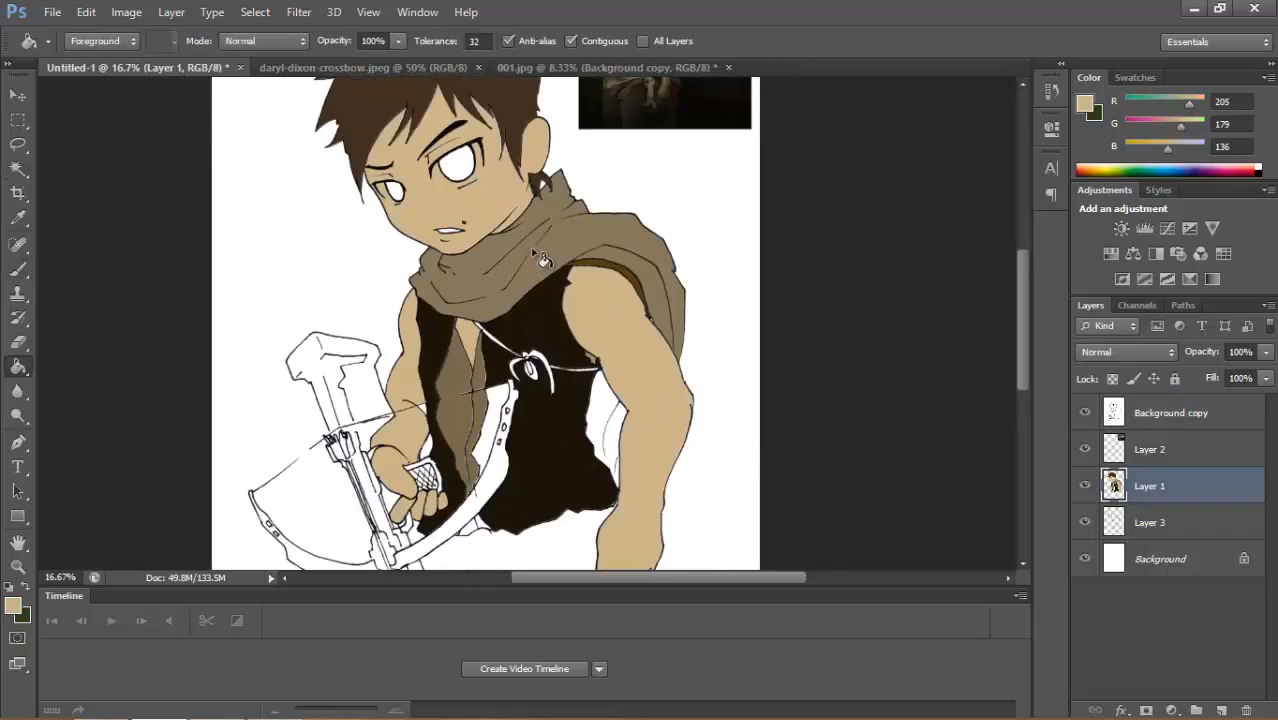 Ps File Edit Image Layer Type Select Filter 3D View Window Help
Foreground Mode: Normal Opacity: 100% Tolerance: 32 Anti-alias Contiguous All Layers Essentials
Untitled-1 @ 16.7% (Layer 1, RGB/8) * × daryl-dixon-crossbow.jpeg @ 50% (RGB/8) × 001.jpg @ 8.33% (Background copy, RGB/8) * ×
Color Swatches
R 205
G 179
B 136
Adjustments Styles
Add an adjustment
Layers Channels Paths
Kind
Normal Opacity: 100%
Lock: Fill: 100%
Background copy
Layer 2
Layer 1
Layer 3
Background
16.67% Doc: 49.8M/133.5M
Timeline
Create Video Timeline